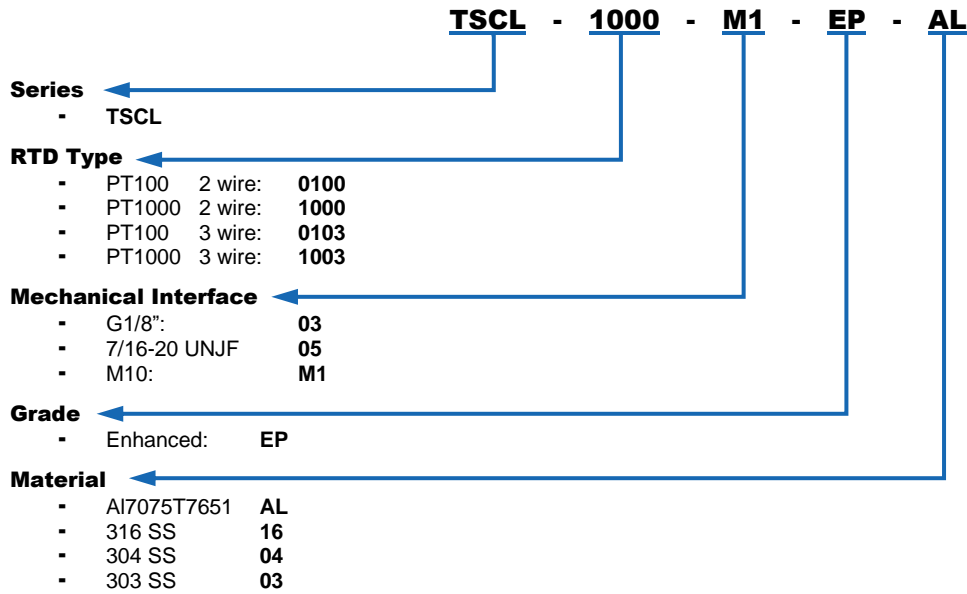 TSCL - 1000 - M1 - EP - AL
Series
- TSCL
RTD Type
- PT100 2 wire: 0100
- PT1000 2 wire: 1000
- PT100 3 wire: 0103
- PT1000 3 wire: 1003
Mechanical Interface
- G1/8”: 03
- 7/16-20 UNJF 05
- M10: M1
Grade
- Enhanced: EP
Material
- Al7075T7651 AL
- 316 SS 16
- 304 SS 04
- 303 SS 03